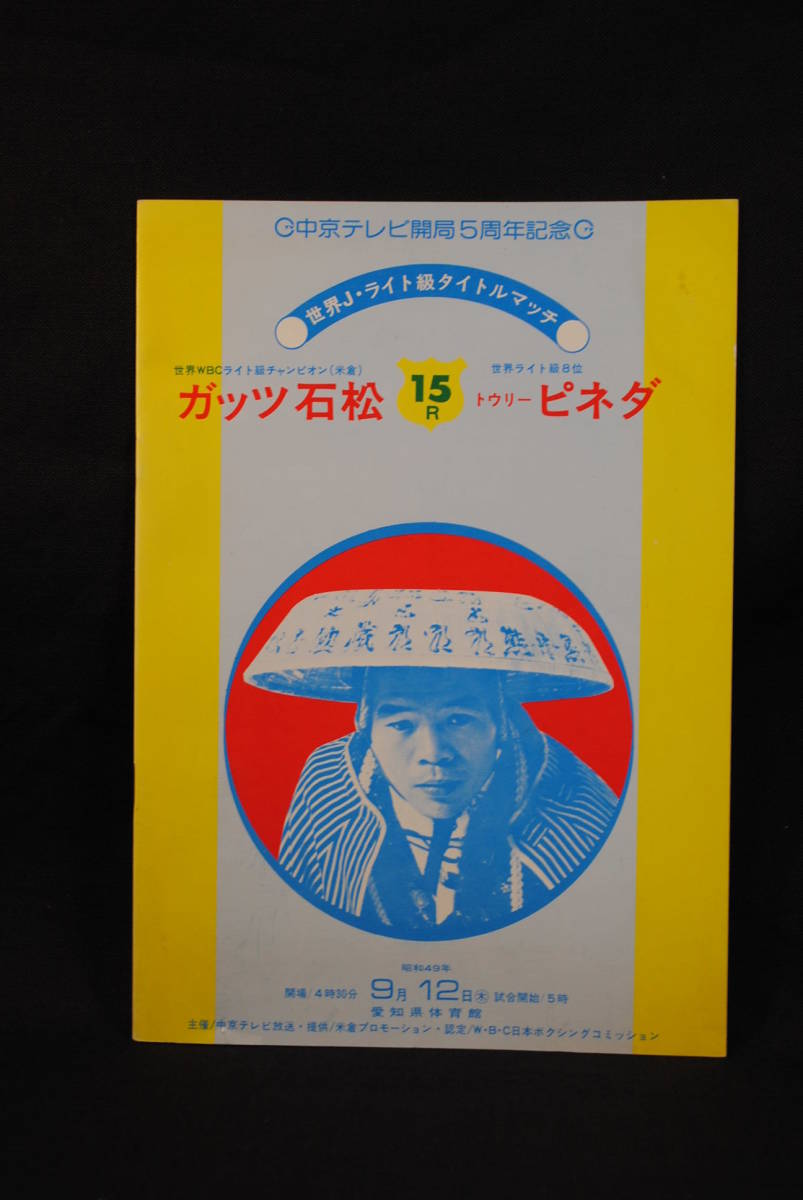 中京テレビ開局5周年記念
世界J・ライト級タイトルマッチ
世界WBCライト級チャンピオン(米倉)
世界ライト級8位
ガッツ石松
15
R
トウリー ピネダ
昭和49年
開場/4時30分 9月12日㊍ 試合開始/5時
愛知県体育館
主催/中京テレビ放送・提供/米倉プロモーション・認定/W・B・C日本ボクシングコミッション